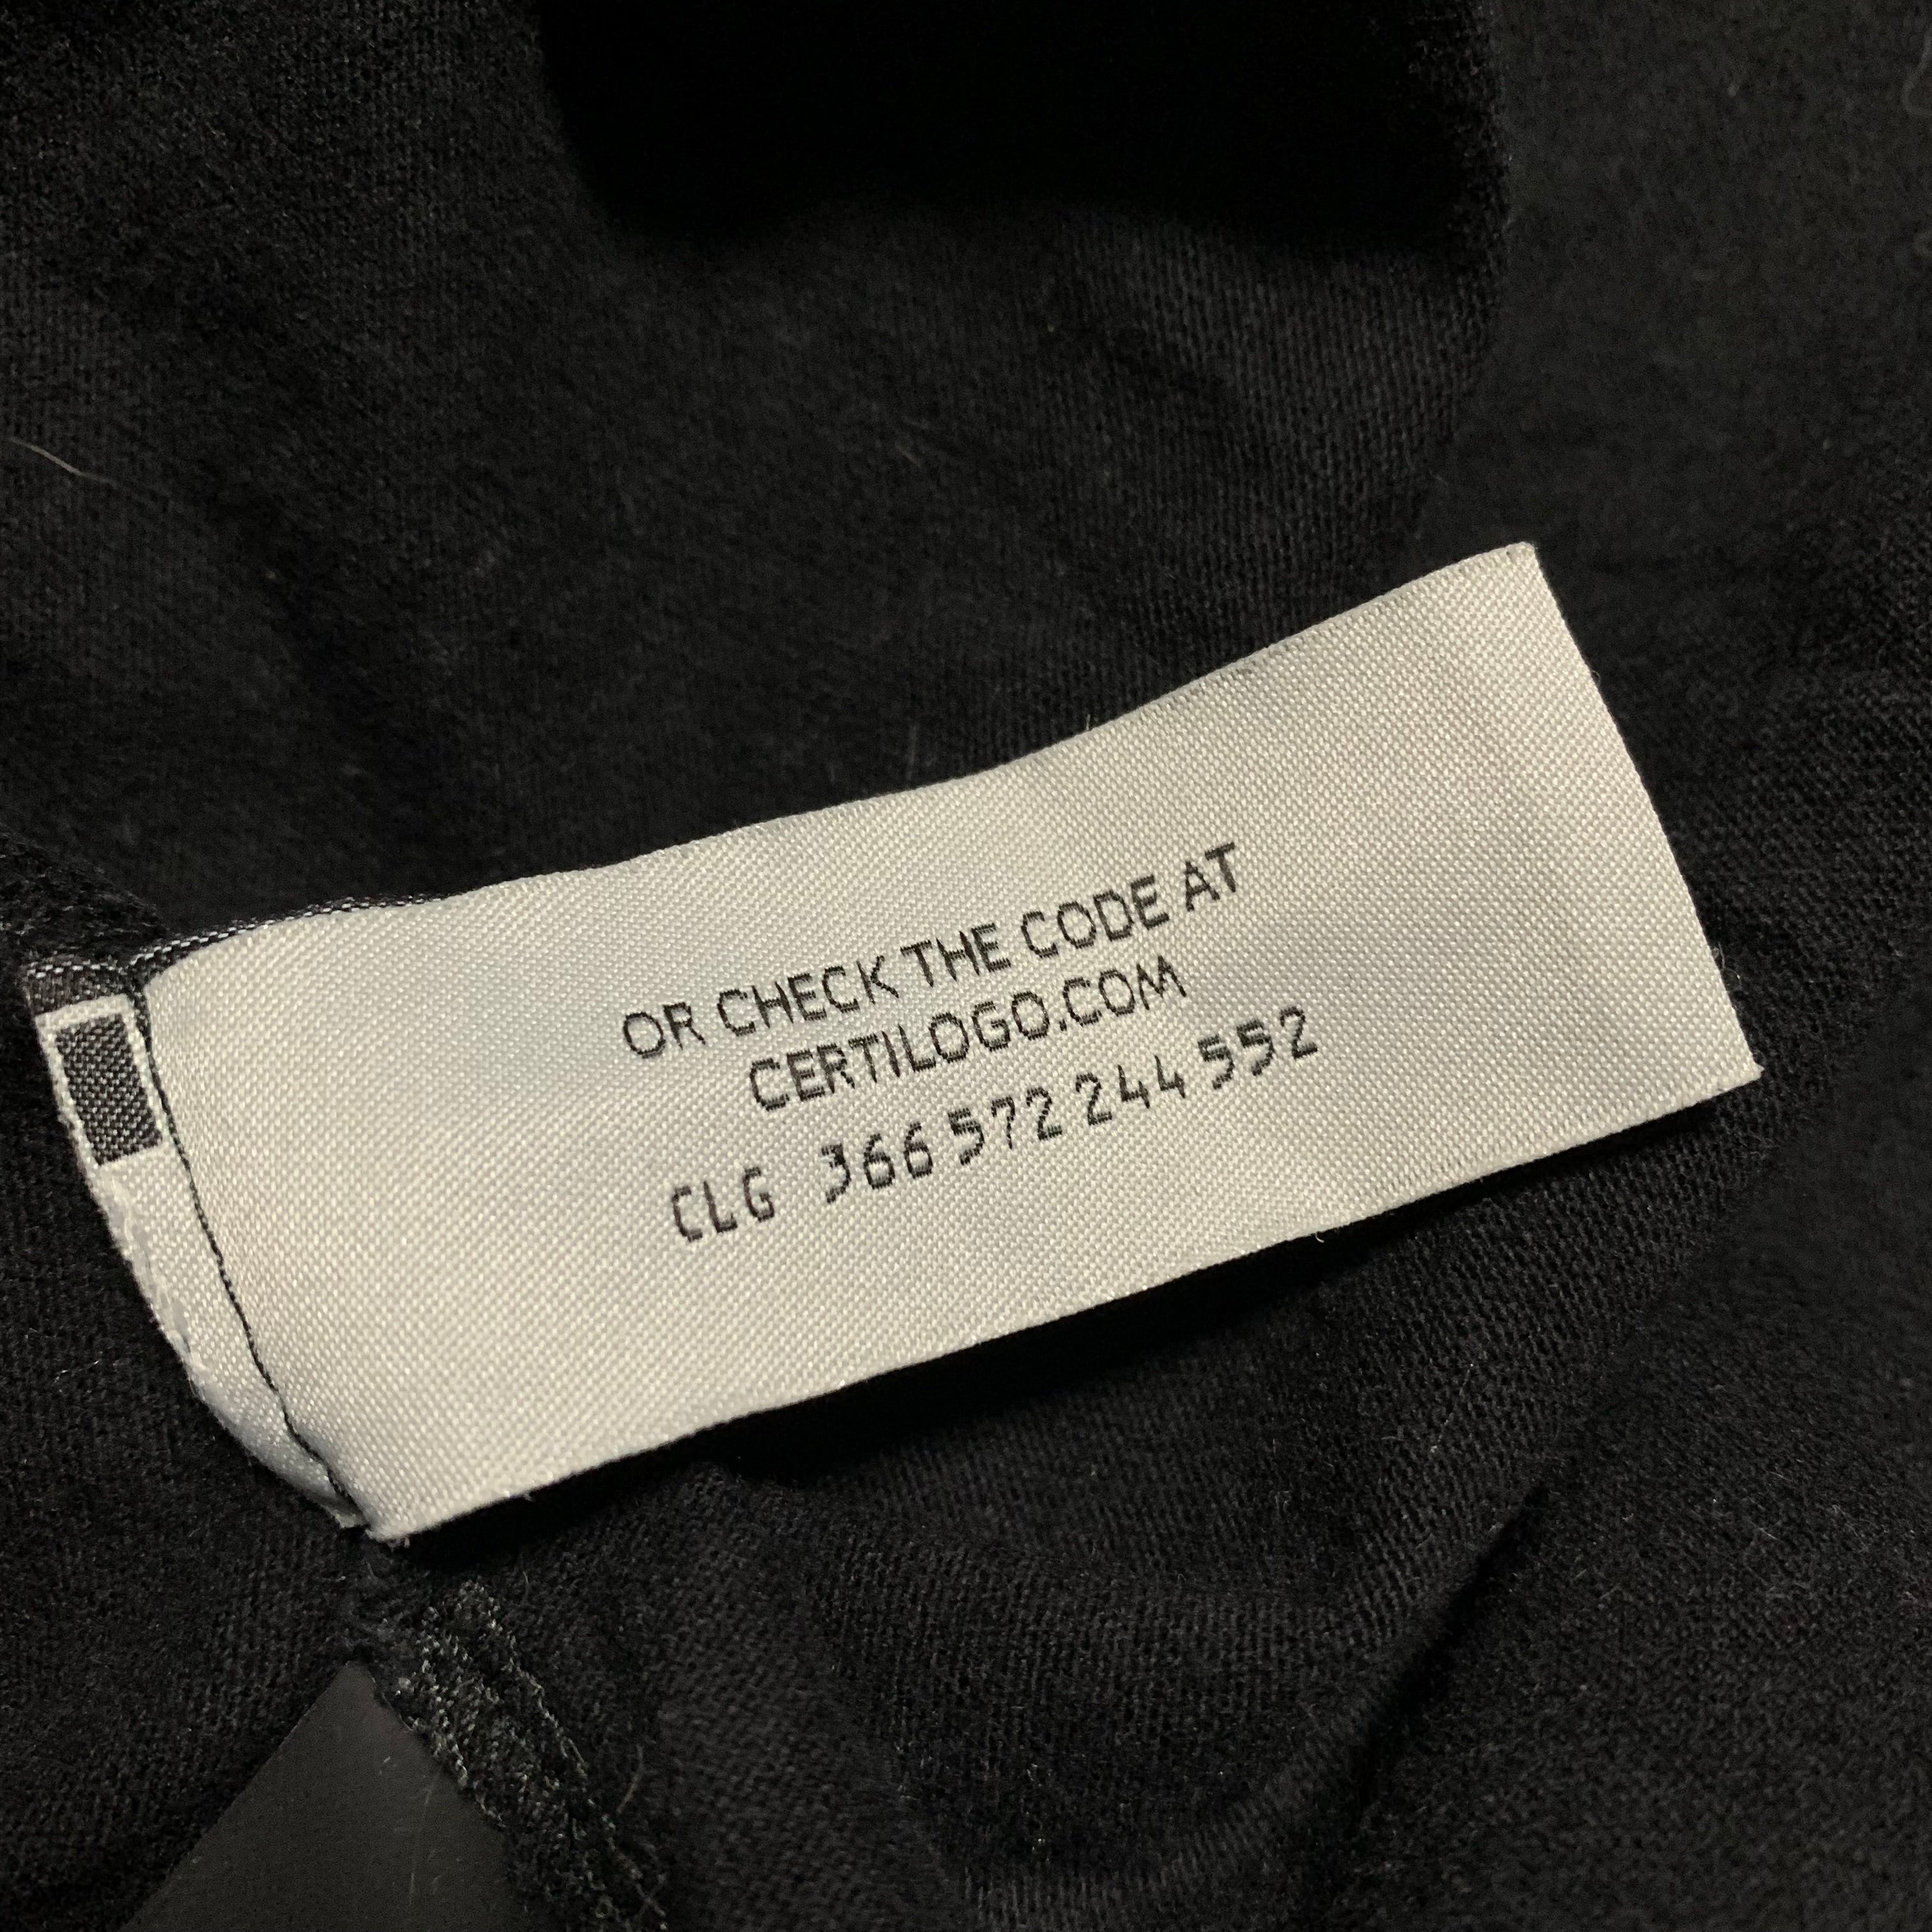 OR CHECK THE CODE AT
CERTILOGO.COM
CLG 366 572 244 552